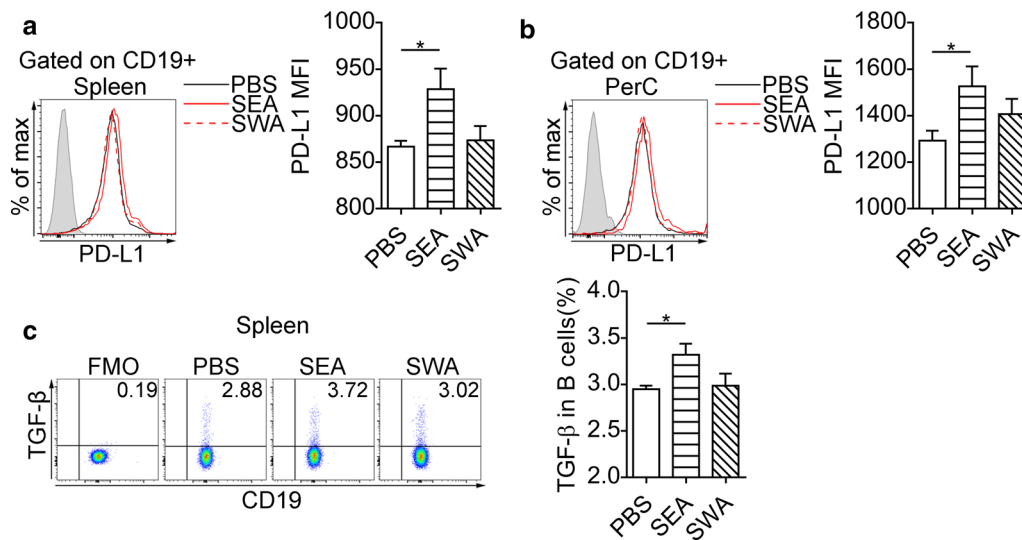 a
Gated on CD19+
Spleen
PBS
SEA
SWA
% of max
PD-L1
PD-L1 MFI
1000
950
900
850
800
*
PBS
SEA
SWA
b
Gated on CD19+
PerC
PBS
SEA
SWA
% of max
PD-L1
PD-L1 MFI
1800
1600
1400
1200
1000
*
PBS
SEA
SWA
c
Spleen
FMO
PBS
SEA
SWA
0.19
2.88
3.72
3.02
TGF-β
CD19
TGF-β in B cells(%)
4.0
3.5
3.0
2.5
2.0
*
PBS
SEA
SWA